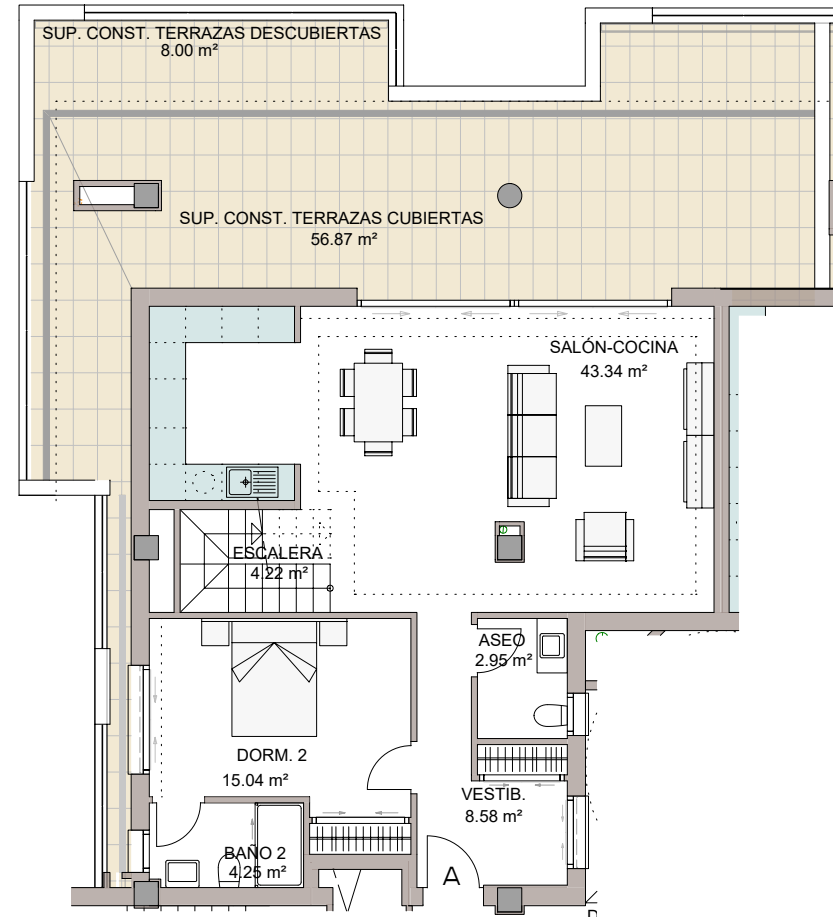 SUP. CONST. TERRAZAS DESCUBIERTAS
8.00 m²
SUP. CONST. TERRAZAS CUBIERTAS
56.87 m²
SALÓN-COCINA
43.34 m²
ESCALERA
4.22 m²
ASEO
2.95 m²
DORM. 2
15.04 m²
VESTIB.
8.58 m²
BAÑO 2
4.25 m²
A